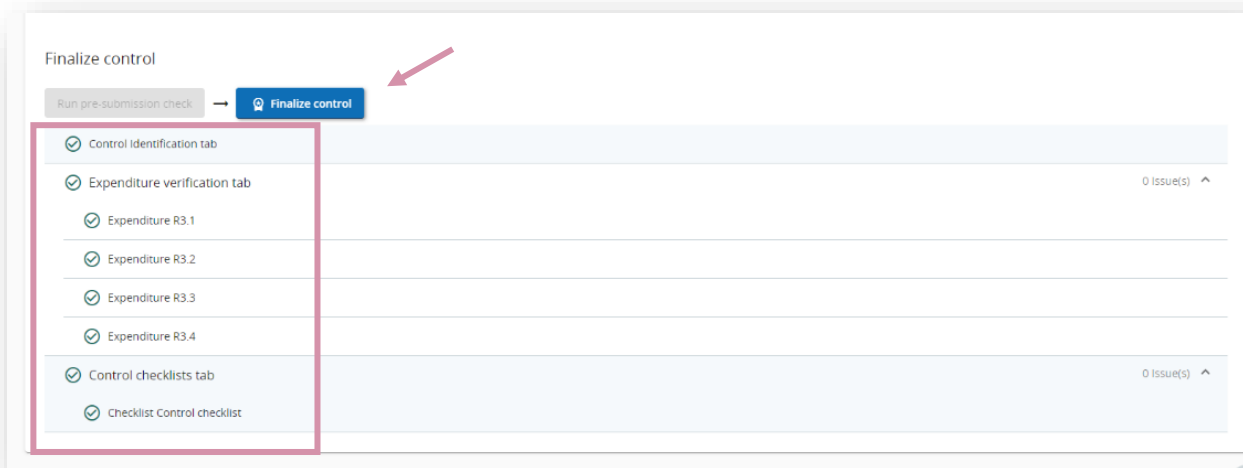 Finalize control
Run pre-submission check → Finalize control
Control Identification tab
Expenditure verification tab 0 Issue(s)
Expenditure R3.1
Expenditure R3.2
Expenditure R3.3
Expenditure R3.4
Control checklists tab 0 Issue(s)
Checklist Control checklist